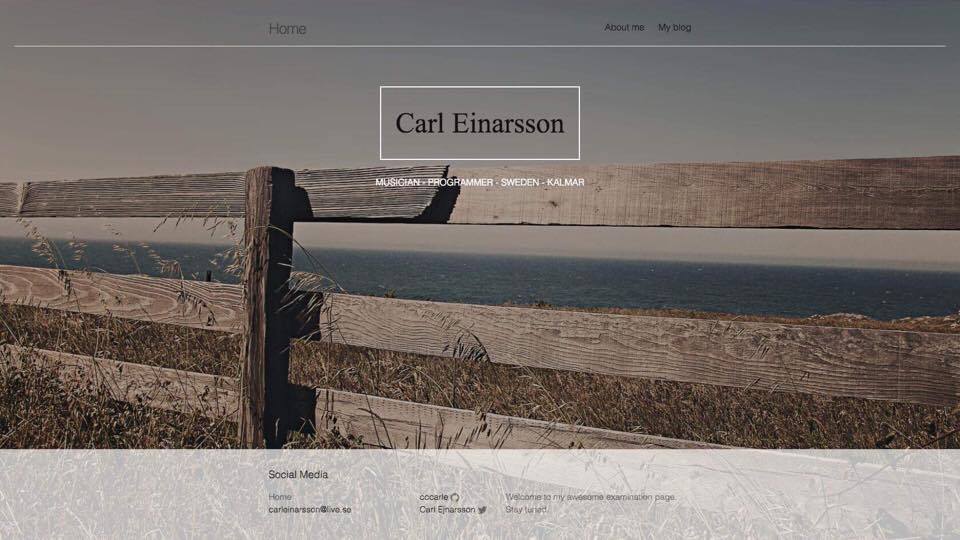 Home
About me
My blog
Carl Einarsson
MUSICIAN - PROGRAMMER - SWEDEN - KALMAR
Social Media
Home
carleinarsson@live.se
cccarle
Carl Ejnarsson
Welcome to my awesome examination page.
Stay tuned.